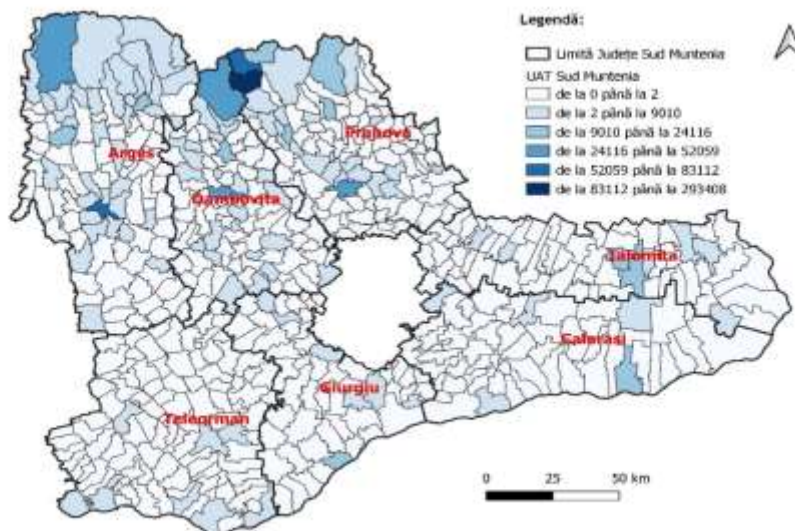 Legendă:
Limită Județe Sud Muntenia
UAT Sud Muntenia
de la 0 până la 2
de la 2 până la 9010
de la 9010 până la 24116
de la 24116 până la 52059
de la 52059 până la 83112
de la 83112 până la 293408
Prahova
Argeș
Dambovita
Ialomita
Calarasi
Giurgiu
Teleorman
0 25 50 km